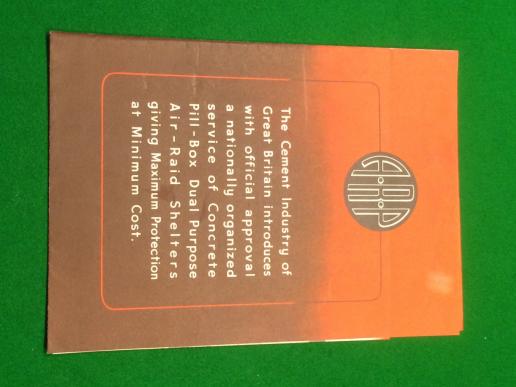 A.R.P
The Cement Industry of
Great Britain introduces
with official approval
a nationally organized
service of Concrete
Pill-Box Dual Purpose
Air-Raid Shelters
giving Maximum Protection
at Minimum Cost.